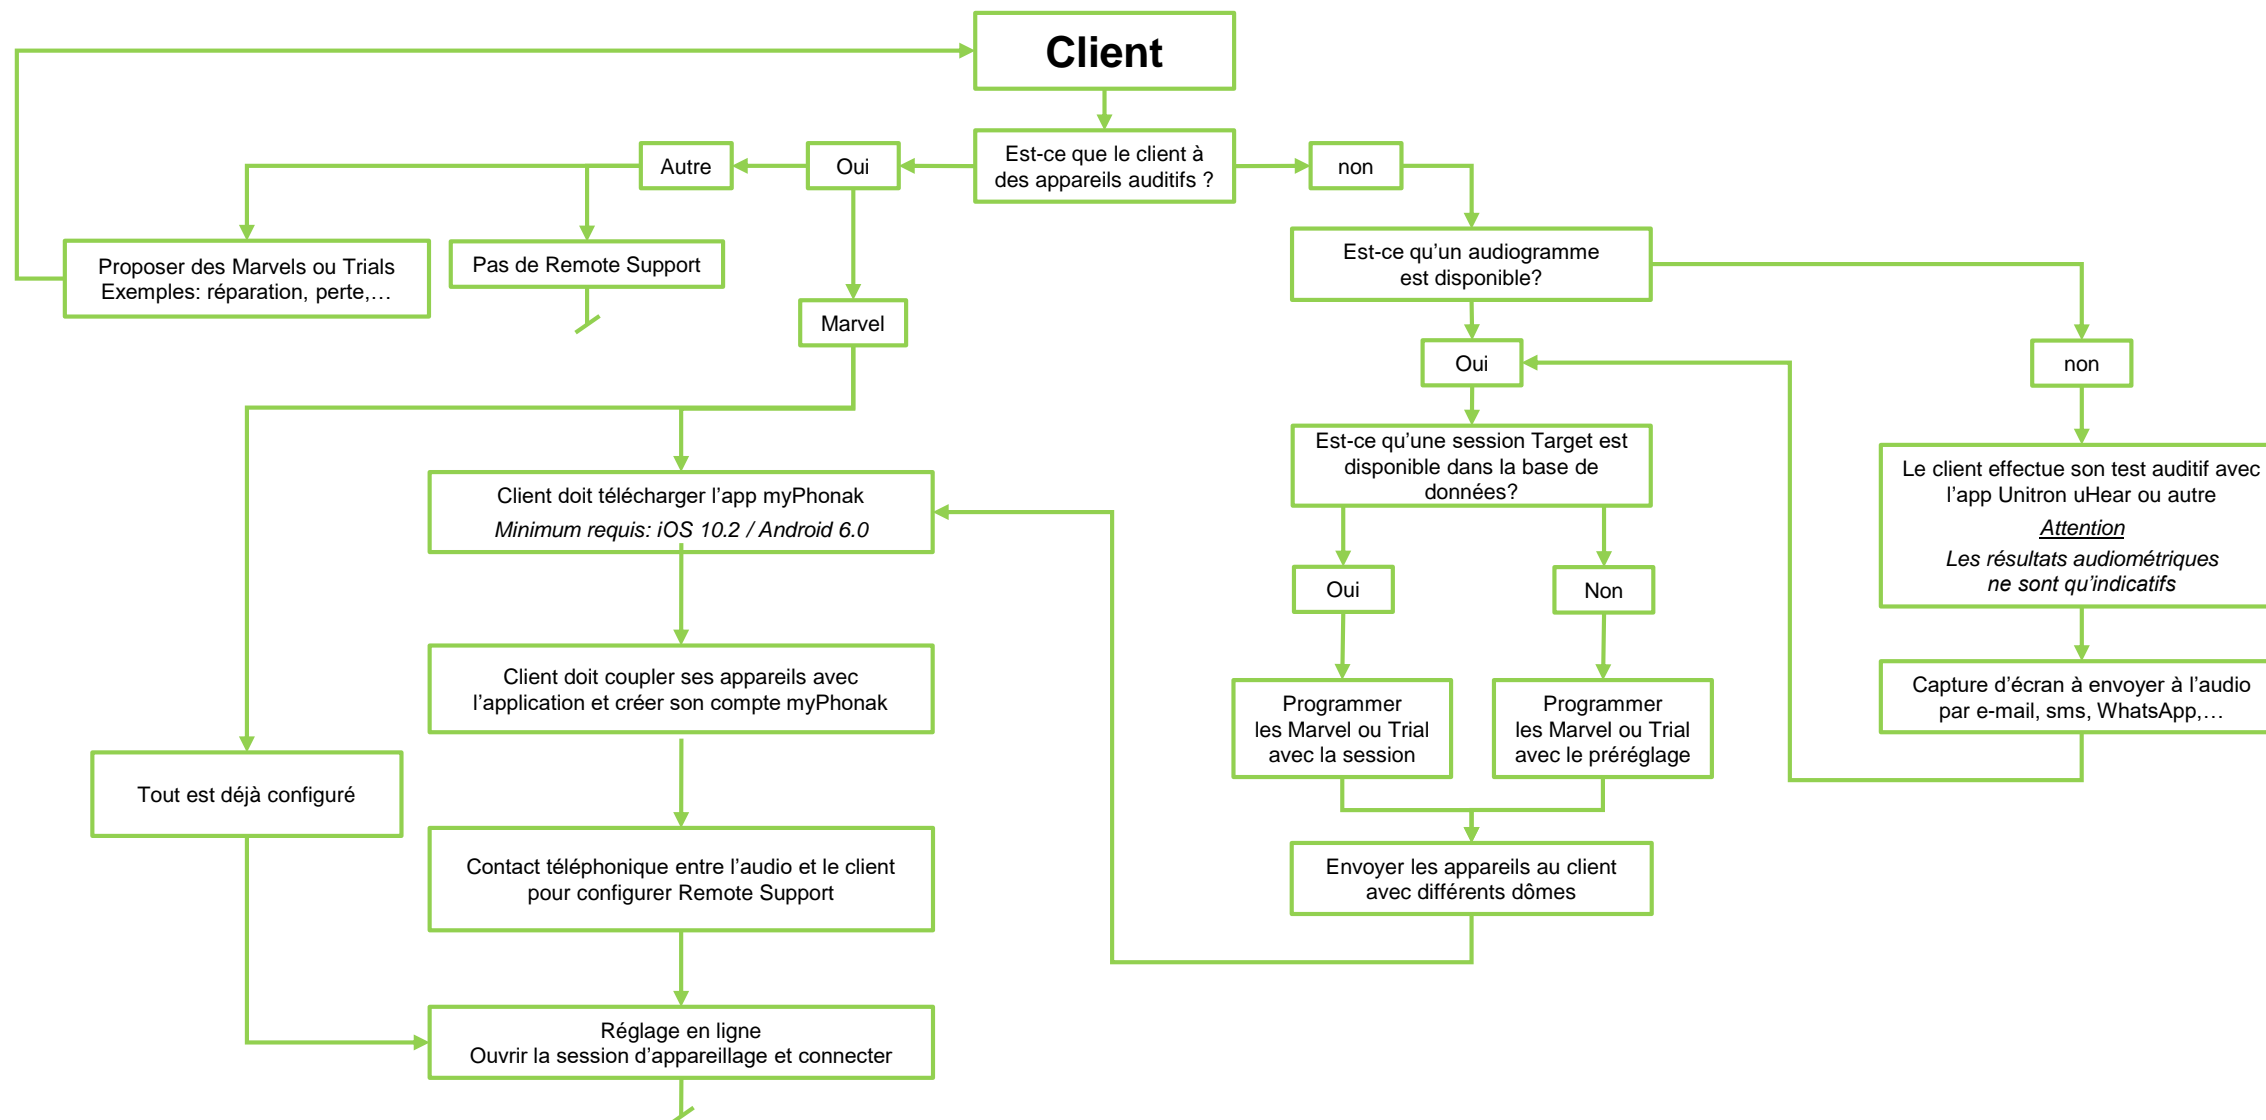 Client
Est-ce que le client à
des appareils auditifs ?
Autre
Oui
non
Proposer des Marvels ou Trials
Exemples: réparation, perte,…
Pas de Remote Support
Marvel
Est-ce qu’un audiogramme
est disponible?
Oui
non
Est-ce qu’une session Target est
disponible dans la base de
données?
Le client effectue son test auditif avec
l’app Unitron uHear ou autre
Attention
Les résultats audiométriques
ne sont qu’indicatifs
Client doit télécharger l’app myPhonak
Minimum requis: iOS 10.2 / Android 6.0
Oui
Non
Client doit coupler ses appareils avec
l’application et créer son compte myPhonak
Programmer
les Marvel ou Trial
avec la session
Programmer
les Marvel ou Trial
avec le préréglage
Capture d’écran à envoyer à l’audio
par e-mail, sms, WhatsApp,…
Tout est déjà configuré
Contact téléphonique entre l’audio et le client
pour configurer Remote Support
Envoyer les appareils au client
avec différents dômes
Réglage en ligne
Ouvrir la session d’appareillage et connecter